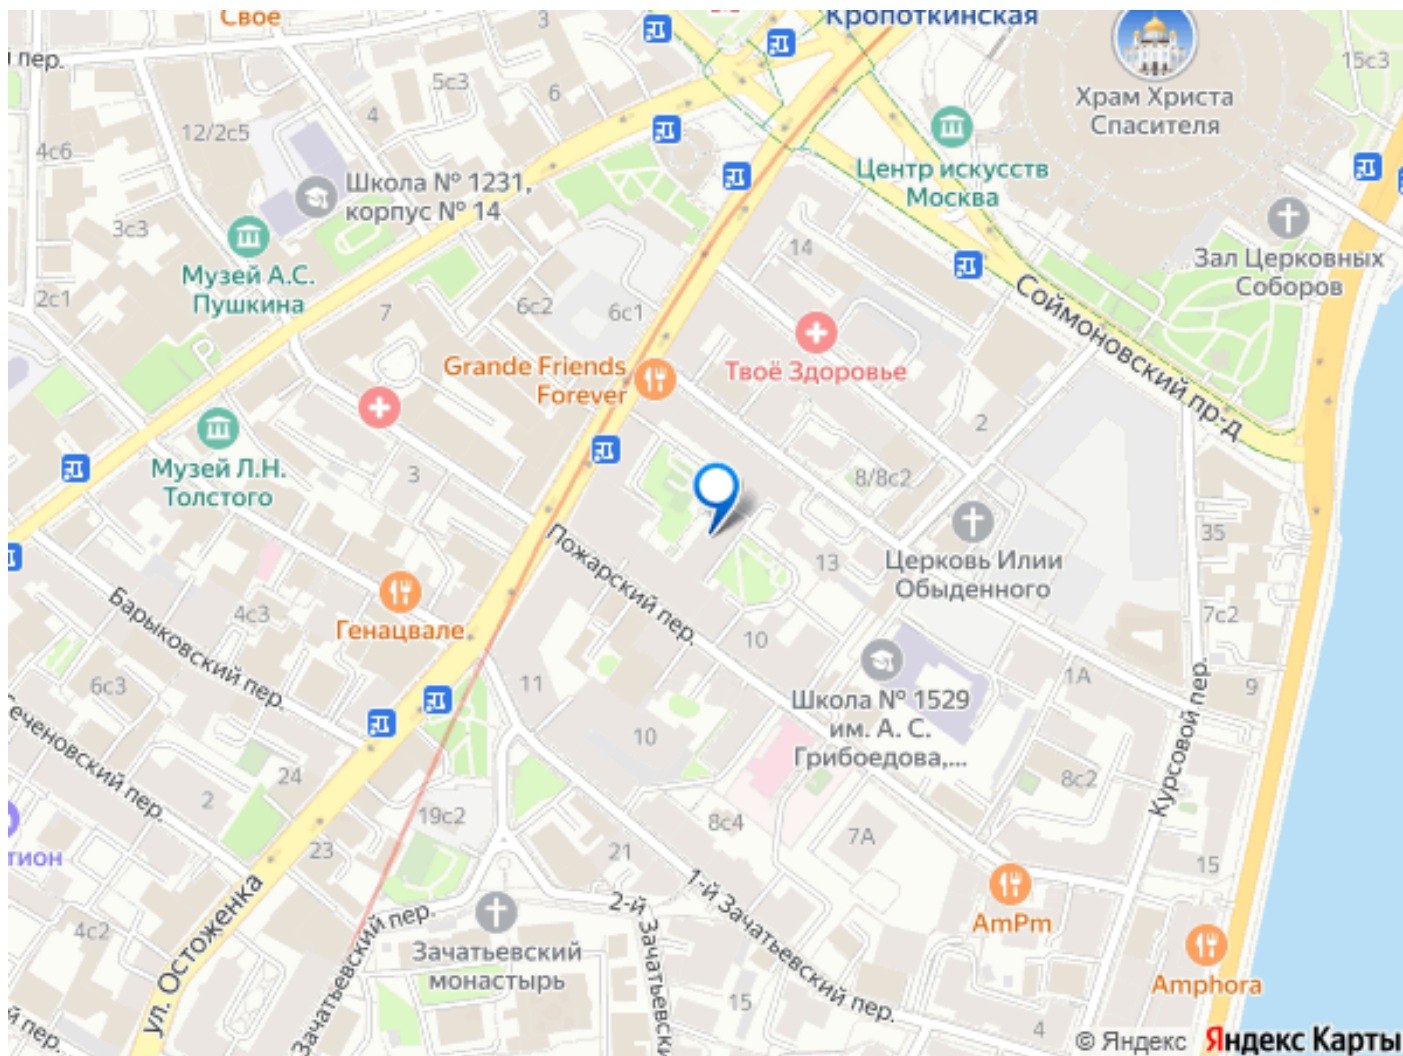 Своё
3
Кропоткинская
пер.
15с3
5с3
6
4
12/2с5
4с6
Храм Христа
Спасителя
Школа № 1231,
корпус № 14
Центр искусств
Москва
3с3
14
Музей А.С.
Пушкина
Зал Церковных
Соборов
2с1
7
6с2
6с1
Соймоновский пр-д
Grande Friends
Forever
Твоё Здоровье
2
Музей Л.Н.
Толстого
3
8/8с2
35
Пожарский пер.
Церковь Илии
Обыденного
13
Барыковский пер.
4с3
Генацвале
7с2
10
6с3
11
Школа № 1529
им. А. С.
Грибоедова,...
1А
9
Курсовой пер.
еченовский пер.
24
2
10
8с2
19с2
8с4
7А
23
21
15
тион
ул. Остоженка
1-й Зачатьевский пер.
2-й Зачатьевски
AmPm
4с2
Зачатьевский пер.
Зачатьевский
монастырь
Amphora
15
й пер.
4
© Яндекс Яндекс Карты